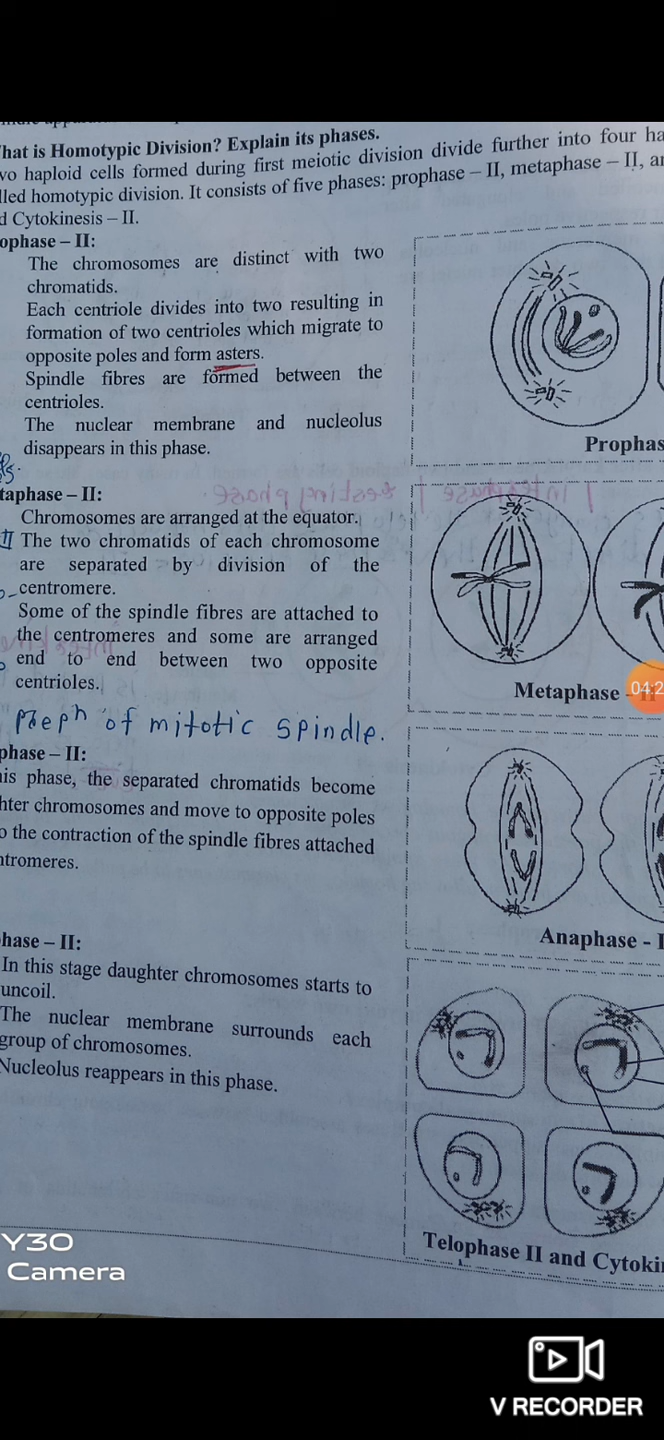 hat is Homotypic Division? Explain its phases.
vo haploid cells formed during first meiotic division divide further into four ha
lled homotypic division. It consists of five phases: prophase – II, metaphase – II, an
d Cytokinesis – II.
ophase – II:
The chromosomes are distinct with two
chromatids.
Each centriole divides into two resulting in
formation of two centrioles which migrate to
opposite poles and form asters.
Spindle fibres are formed between the
centrioles.
The nuclear membrane and nucleolus
disappears in this phase.
Prophas
taphase – II:
Chromosomes are arranged at the equator.
II The two chromatids of each chromosome
are separated by division of the
centromere.
Some of the spindle fibres are attached to
the centromeres and some are arranged
end to end between two opposite
centrioles.
Metaphase - II
04:2
of mitotic spindle.
phase – II:
is phase, the separated chromatids become
hter chromosomes and move to opposite poles
o the contraction of the spindle fibres attached
ntromeres.
Anaphase - I
hase – II:
In this stage daughter chromosomes starts to
uncoil.
The nuclear membrane surrounds each
group of chromosomes.
Nucleolus reappears in this phase.
Telophase II and Cytokin
Y30
Camera
V RECORDER